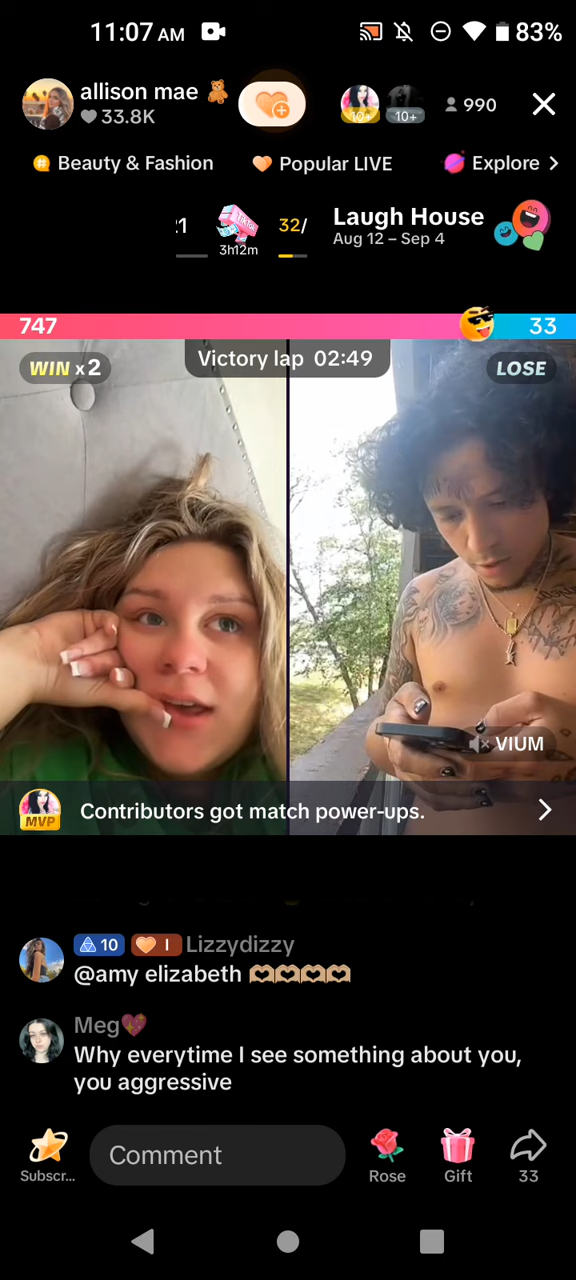 11:07 AM
83%
allison mae
33.8K
10+
10+
990
Beauty & Fashion
Popular LIVE
Explore
32/
3h12m
Laugh House
Aug 12 – Sep 4
747
33
WIN x2
Victory lap 02:49
LOSE
VIUM
MVP
Contributors got match power-ups.
10
I
Lizzydizzy
@amy elizabeth
Meg
Why everytime I see something about you,
you aggressive
Subscr...
Comment
Rose
Gift
33